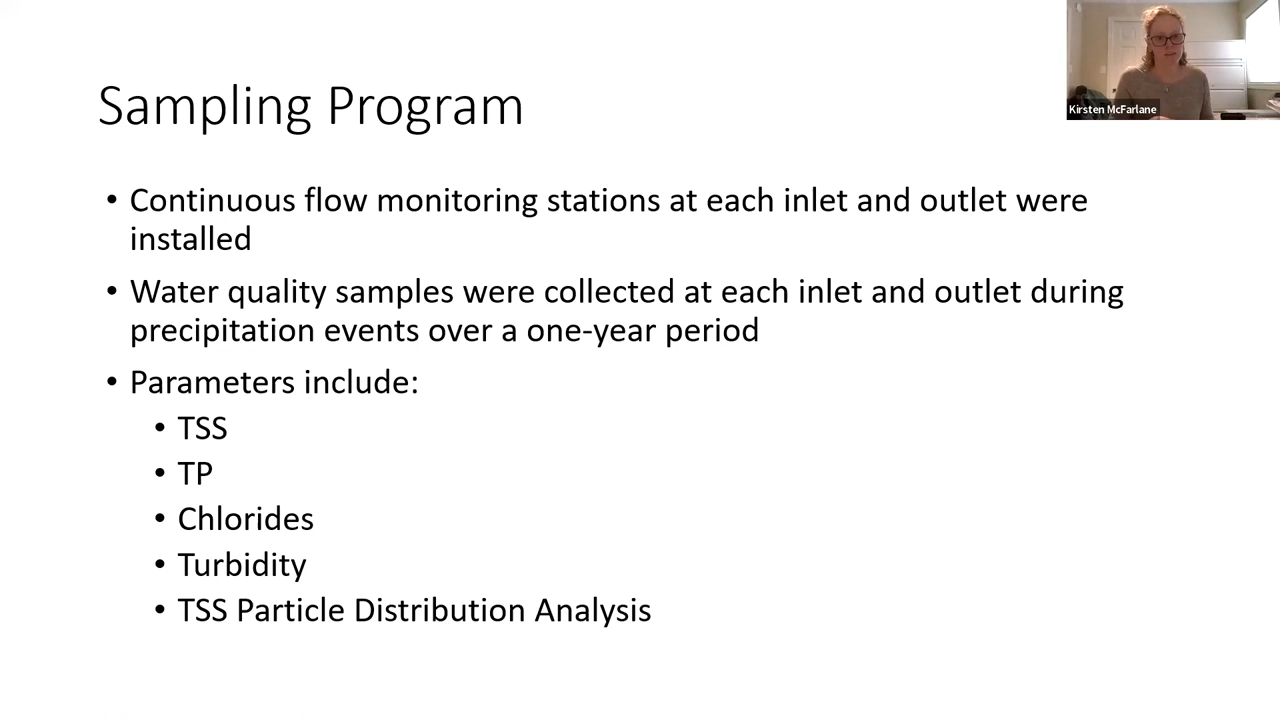 Kirsten McFarlane
Sampling Program
• Continuous flow monitoring stations at each inlet and outlet were
installed
• Water quality samples were collected at each inlet and outlet during
precipitation events over a one-year period
• Parameters include:
• TSS
• TP
• Chlorides
• Turbidity
• TSS Particle Distribution Analysis